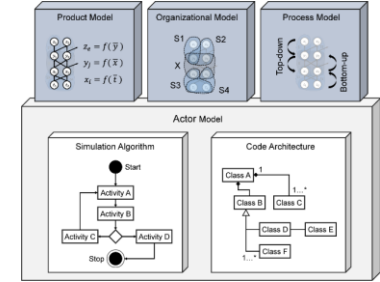 Product Model
Organizational Model
Process Model
z_e = f(y̅)
y_j = f(x̅)
x_i = f(t̅)
S1
S2
X
S3
S4
Top-down
Bottom-up
Actor Model
Simulation Algorithm
Start
Activity A
Activity B
Activity C
Activity D
Stop
Code Architecture
Class A
1
Class B
Class C
1...*
Class D
Class E
Class F
1...*